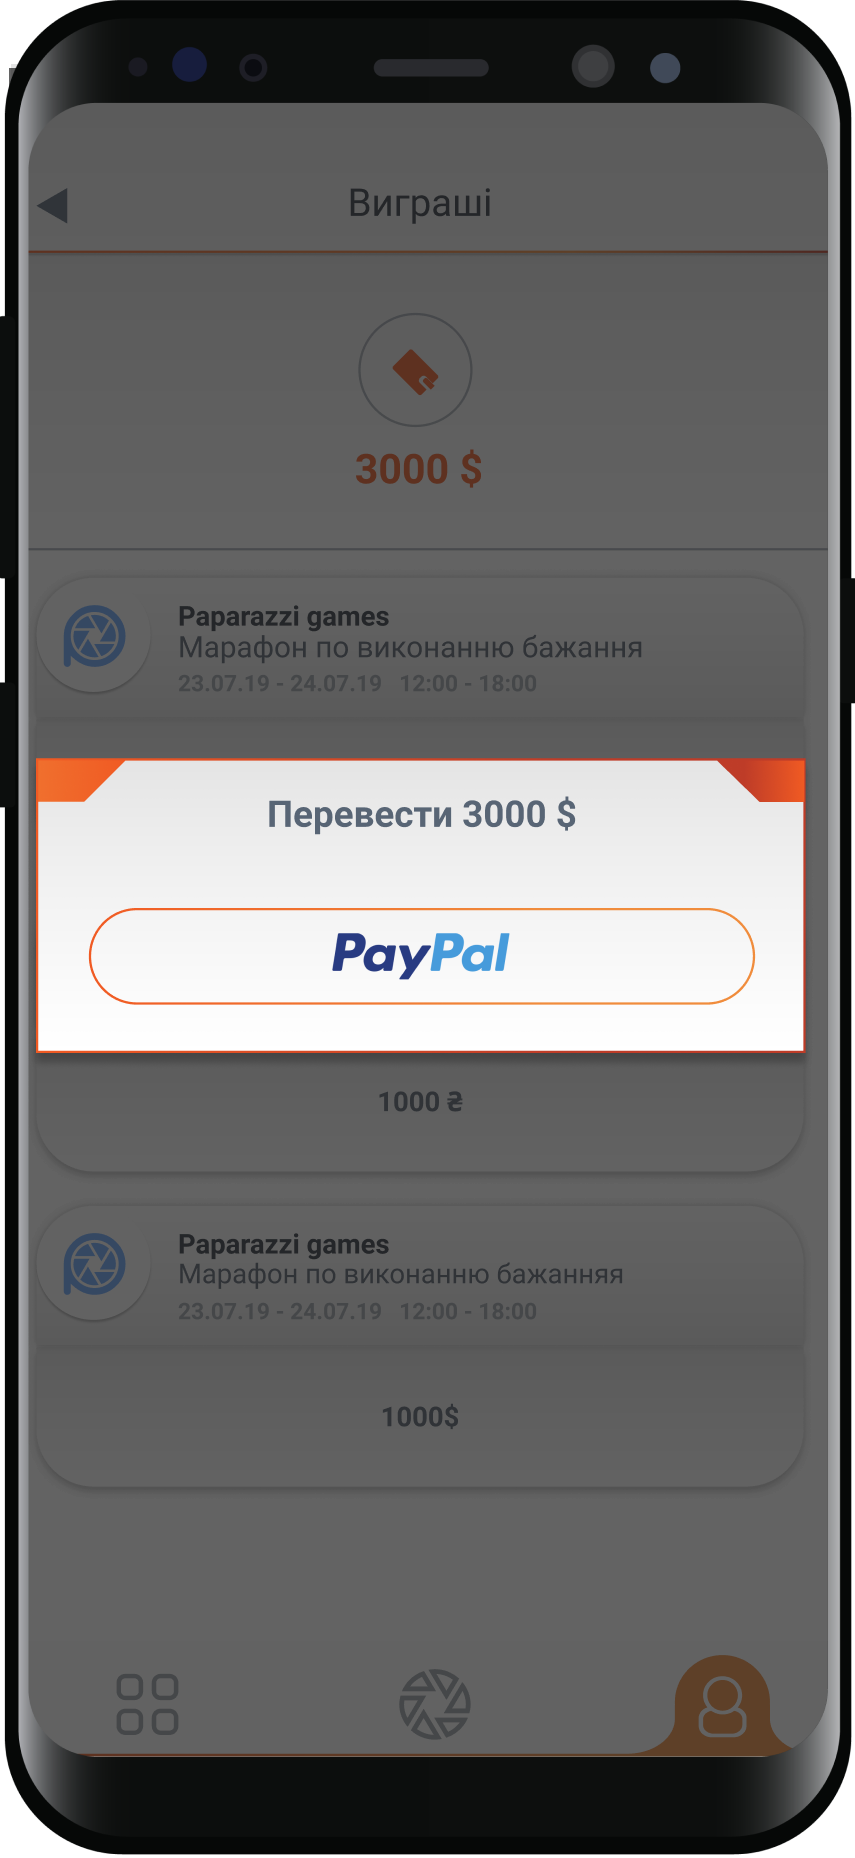 Виграші
3000 $
Paparazzi games
Марафон по виконанню бажання
23.07.19 - 24.07.19 12:00 - 18:00
Перевести 3000 $
PayPal
1000 ₴
Paparazzi games
Марафон по виконанню бажанняя
23.07.19 - 24.07.19 12:00 - 18:00
1000$